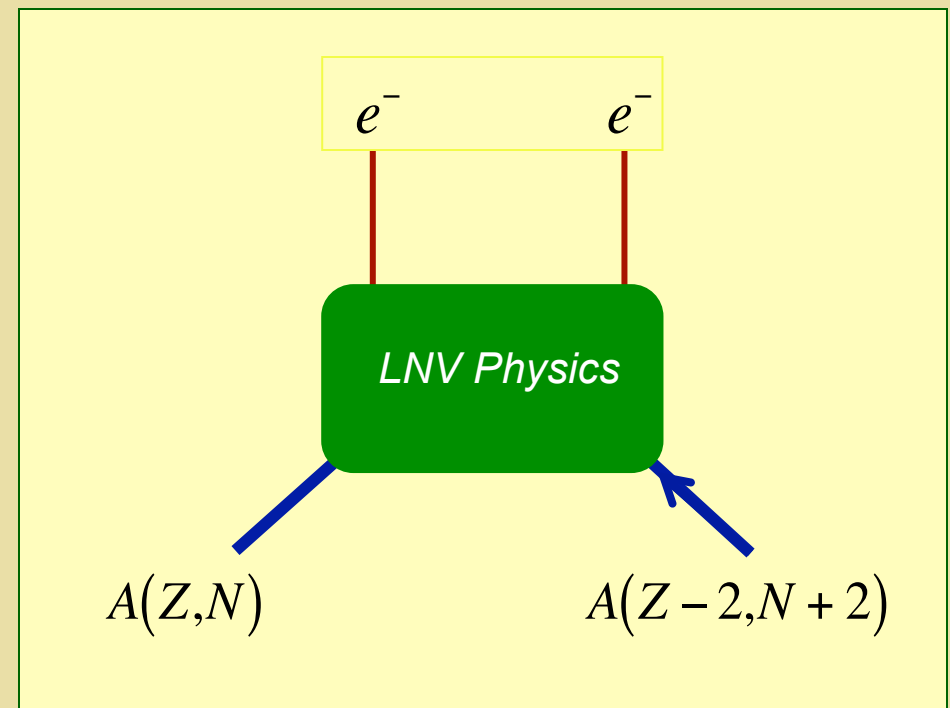 e⁻ e⁻
LNV Physics
A(Z,N) A(Z − 2,N + 2)